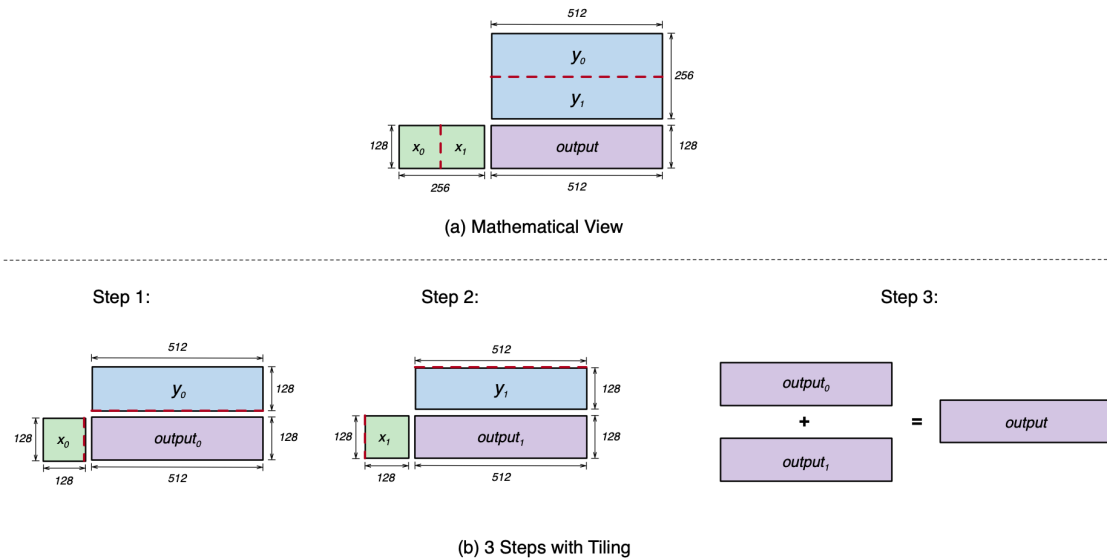 512
y0
256
y1
128
x0
x1
output
128
256
512
(a) Mathematical View
Step 1:
Step 2:
Step 3:
512
y0
128
128
x0
output0
128
128
512
512
y1
128
128
x1
output1
128
128
512
output0
+
=
output
output1
(b) 3 Steps with Tiling